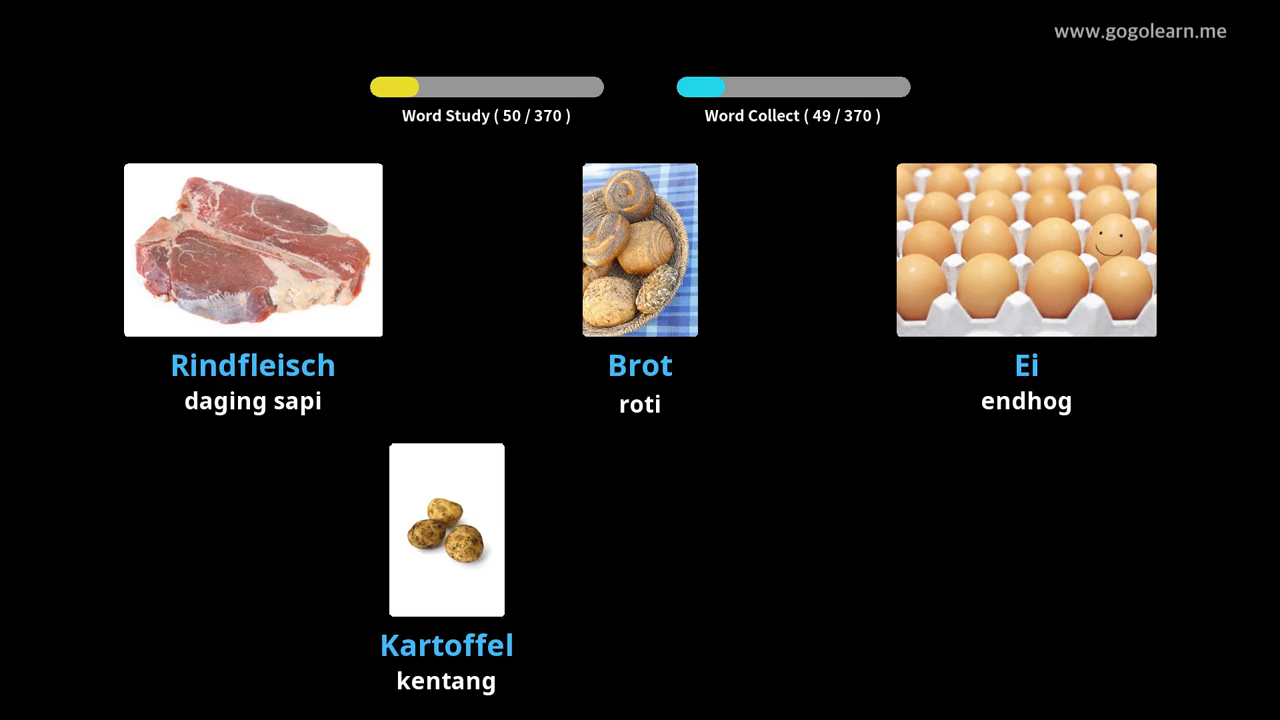 www.gogolearn.me
Word Study ( 50 / 370 )
Word Collect ( 49 / 370 )
Rindfleisch
daging sapi
Brot
roti
Ei
endhog
Kartoffel
kentang